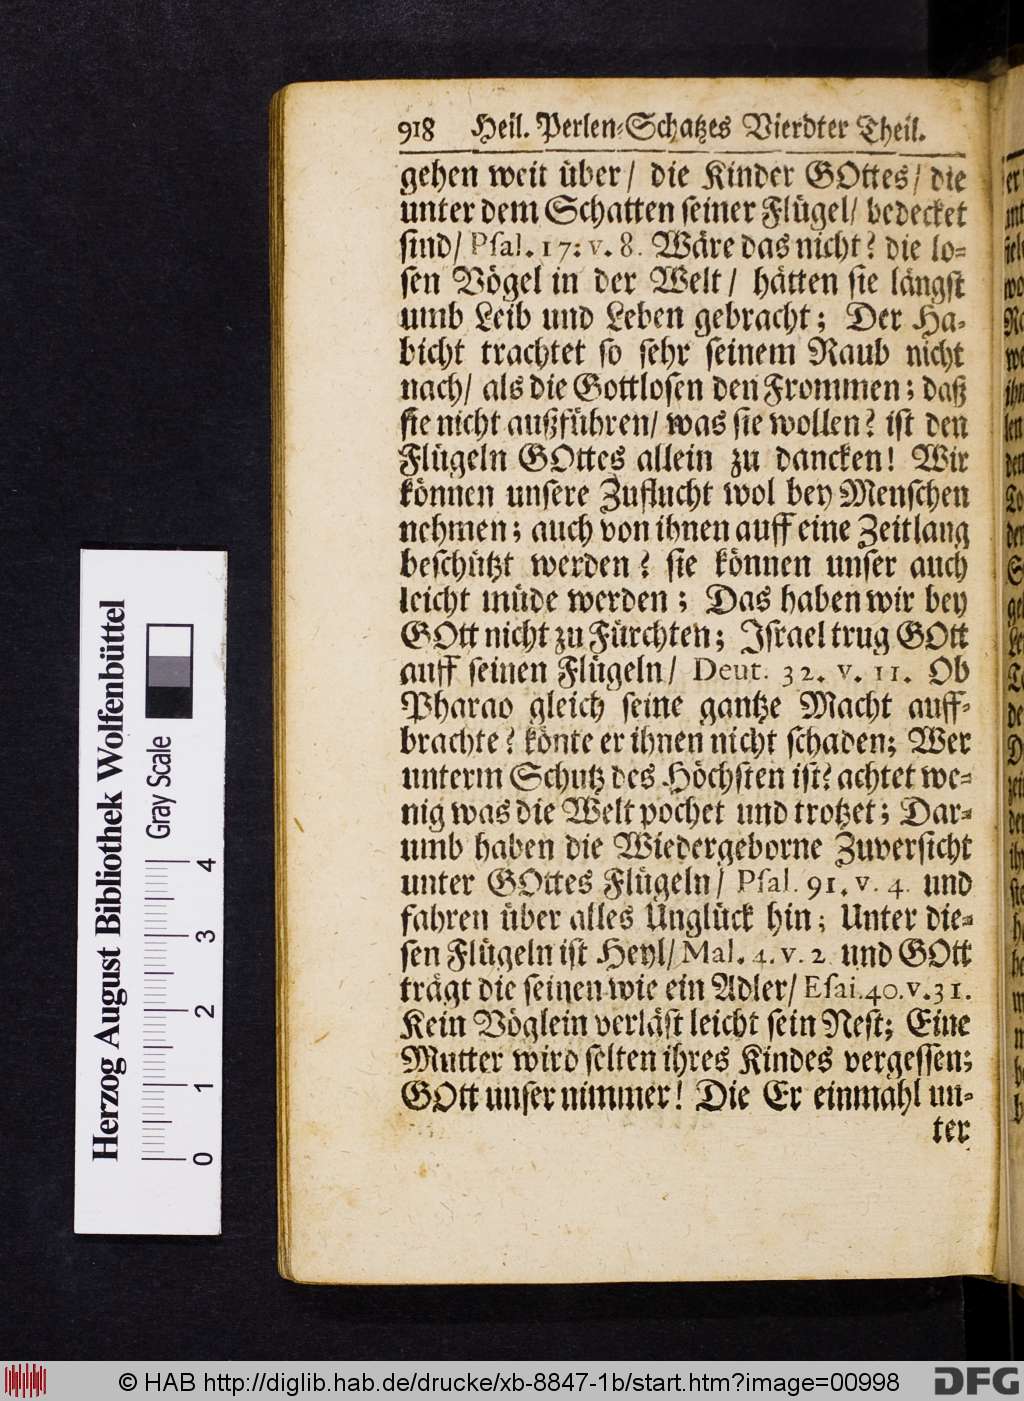 918 Heil. Perlen-Schatzes Vierdter Theil.
gehen weit über/ die Kinder GOttes/ die
unter dem Schatten seiner Flügel/ bedecket
sind/ Psal. 17: v. 8. Wäre das nicht? die lo-
sen Vögel in der Welt/ hätten sie längst
umb Leib und Leben gebracht; Der Ha-
bicht trachtet so sehr seinem Raub nicht
nach/ als die Gottlosen den Frommen; daß
sie nicht außführen/ was sie wollen? ist den
Flügeln GOttes allein zu dancken! Wir
können unsere Zuflucht wol bey Menschen
nehmen; auch von ihnen auff eine Zeitlang
beschützt werden? sie können unser auch
leicht müde werden; Das haben wir bey
GOtt nicht zu Fürchten; Israel trug GOtt
auff seinen Flügeln/ Deut. 32. v. 11. Ob
Pharao gleich seine gantze Macht auff-
brachte? könte er ihnen nicht schaden; Wer
unterm Schutz des Höchsten ist? achtet we-
nig was die Welt pochet und trotzet; Dar-
umb haben die Wiedergeborne Zuversicht
unter GOttes Flügeln/ Psal. 91. v. 4. und
fahren über alles Unglück hin; Unter die-
sen Flügeln ist Heyl/ Mal. 4. v. 2 und GOtt
trägt die seinen wie ein Adler/ Esai. 40. v. 31.
Kein Vöglein verläst leicht sein Nest; Eine
Mutter wird selten ihres Kindes vergessen;
GOtt unser nimmer! Die Er einmahl un-
ter
Herzog August Bibliothek Wolfenbüttel
Gray Scale
0 1 2 3 4
© HAB http://diglib.hab.de/drucke/xb-8847-1b/start.htm?image=00998
DFG